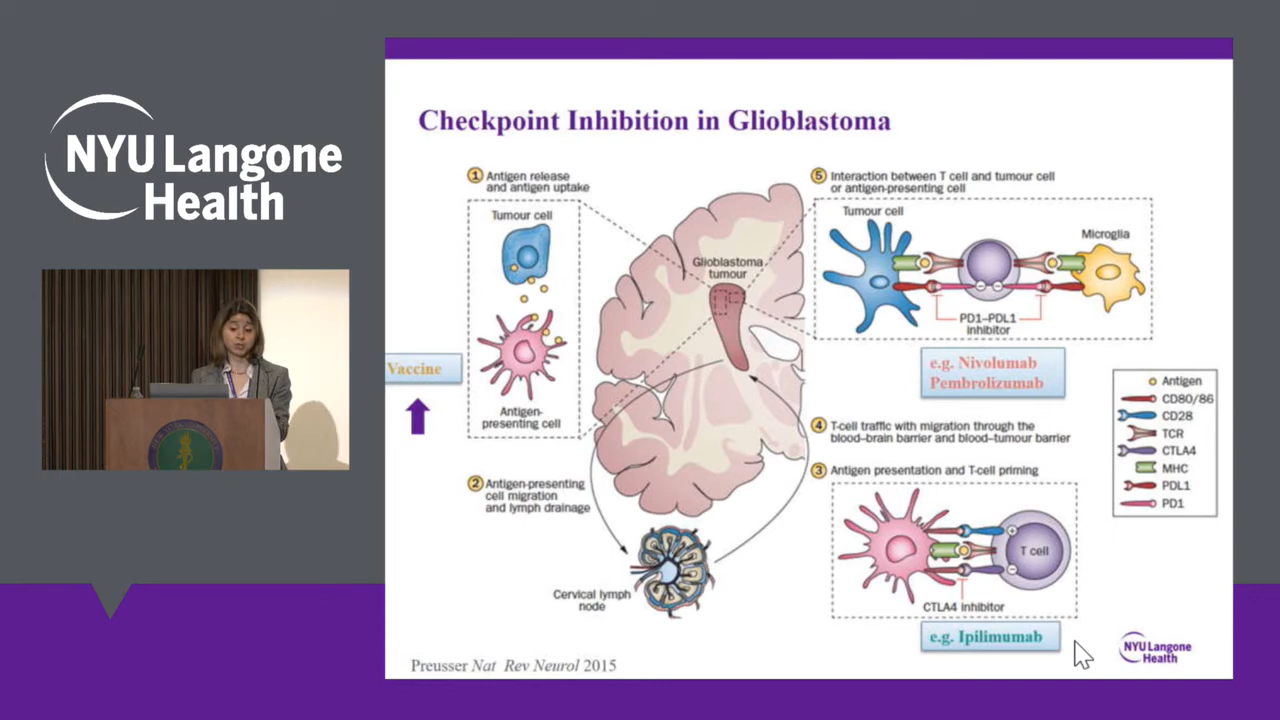 NYU Langone
Health
Checkpoint Inhibition in Glioblastoma
1 Antigen release
and antigen uptake
Tumour cell
Antigen-
presenting cell
Vaccine
2 Antigen-presenting
cell migration
and lymph drainage
Cervical lymph
node
Glioblastoma
tumour
5 Interaction between T cell and tumour cell
or antigen-presenting cell
Tumour cell
Microglia
PD1–PDL1
inhibitor
e.g. Nivolumab
Pembrolizumab
4 T-cell traffic with migration through the
blood–brain barrier and blood–tumour barrier
3 Antigen presentation and T-cell priming
+
T cell
−
CTLA4 inhibitor
e.g. Ipilimumab
Antigen
CD80/86
CD28
TCR
CTLA4
MHC
PDL1
PD1
Preusser Nat Rev Neurol 2015
NYU Langone
Health